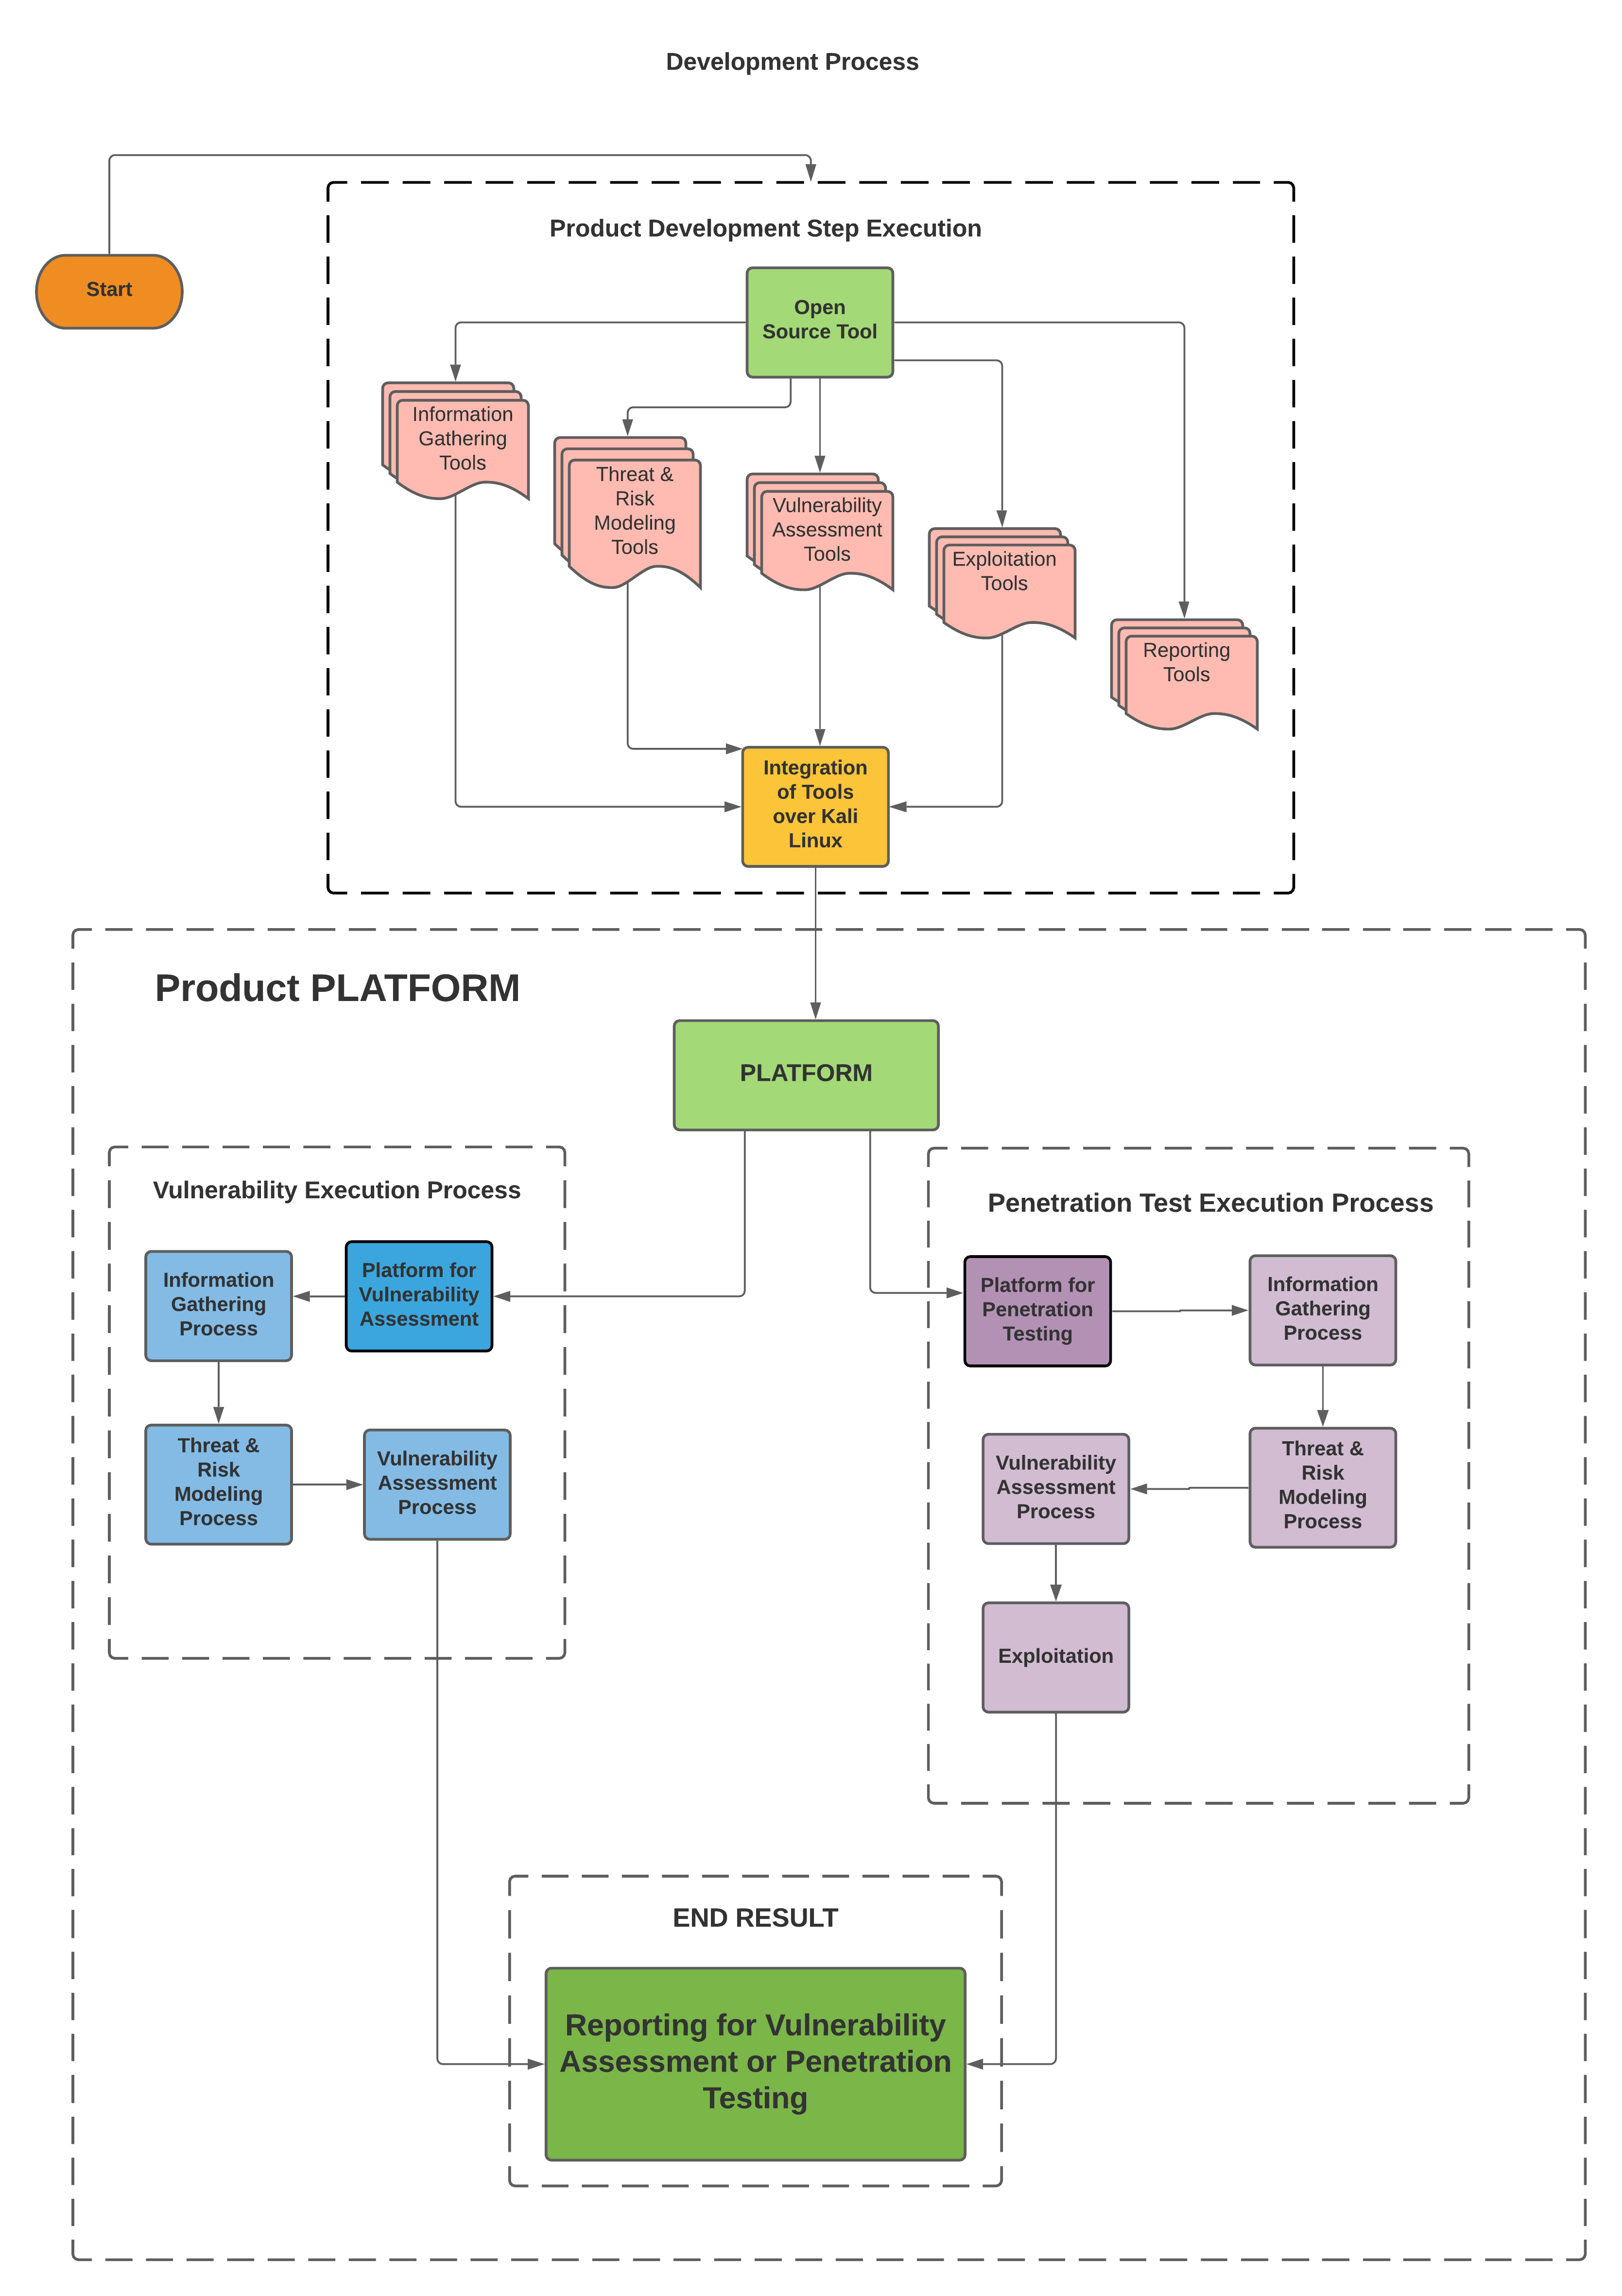 Development Process
Start
Product Development Step Execution
Open
Source Tool
Information
Gathering
Tools
Threat &
Risk
Modeling
Tools
Vulnerability
Assessment
Tools
Exploitation
Tools
Reporting
Tools
Integration
of Tools
over Kali
Linux
Product PLATFORM
PLATFORM
Vulnerability Execution Process
Platform for
Vulnerability
Assessment
Information
Gathering
Process
Threat &
Risk
Modeling
Process
Vulnerability
Assessment
Process
Penetration Test Execution Process
Platform for
Penetration
Testing
Information
Gathering
Process
Threat &
Risk
Modeling
Process
Vulnerability
Assessment
Process
Exploitation
END RESULT
Reporting for Vulnerability
Assessment or Penetration
Testing